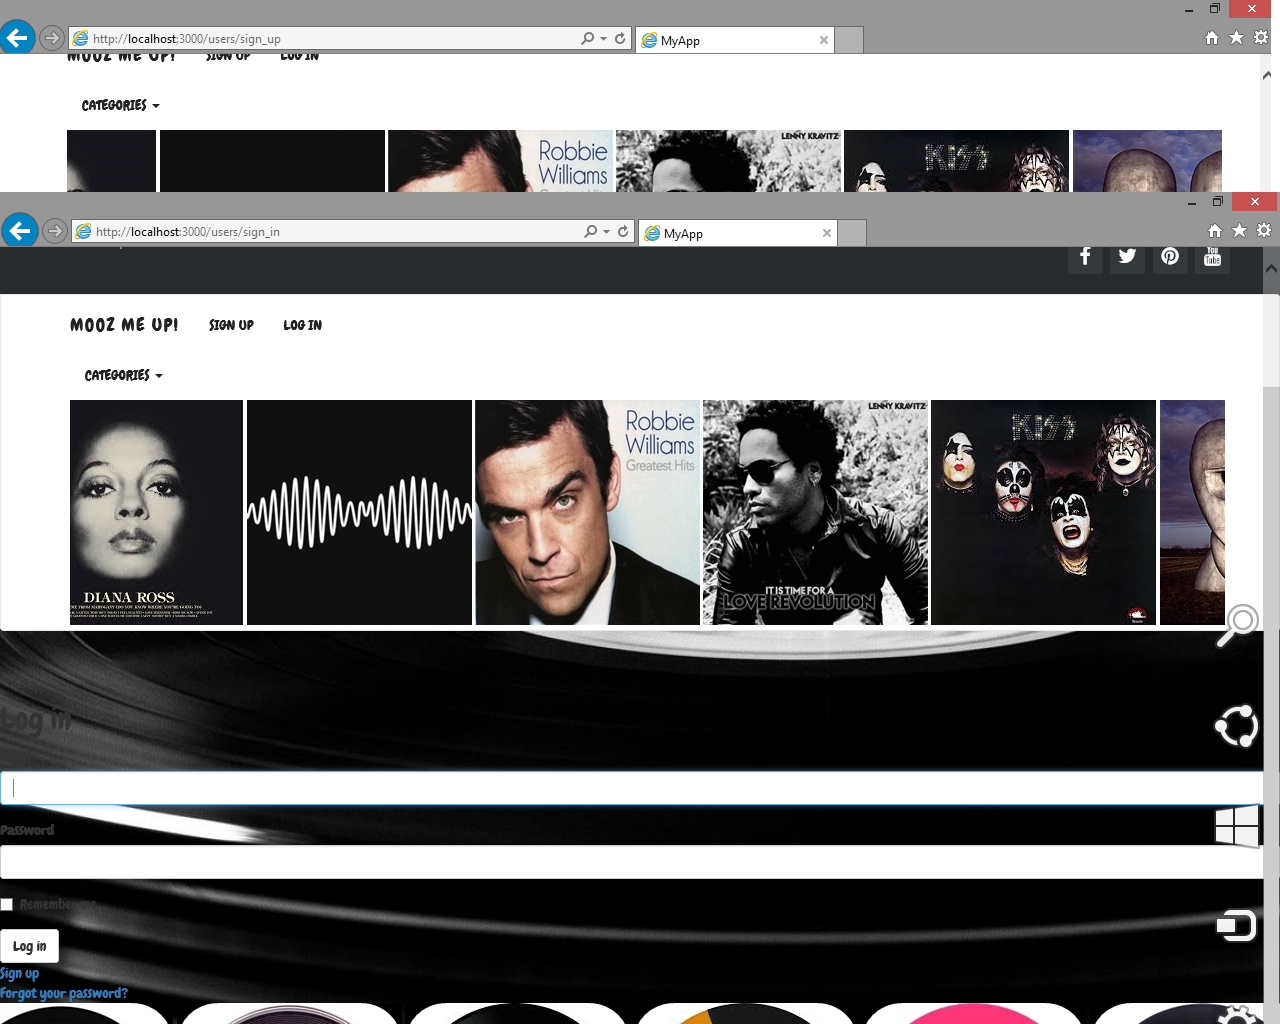 http://localhost:3000/users/sign_up
MyApp
MOOZ ME UP! SIGN UP LOG IN
CATEGORIES
Robbie
Williams
Greatest Hits
LENNY KRAVITZ
KISS
http://localhost:3000/users/sign_in
MyApp
You
Tube
MOOZ ME UP! SIGN UP LOG IN
CATEGORIES
DIANA ROSS
Robbie
Williams
Greatest Hits
LENNY KRAVITZ
IT IS TIME FOR A
LOVE REVOLUTION
KISS
Log in
Password
Remember me
Log in
Sign up
Forgot your password?